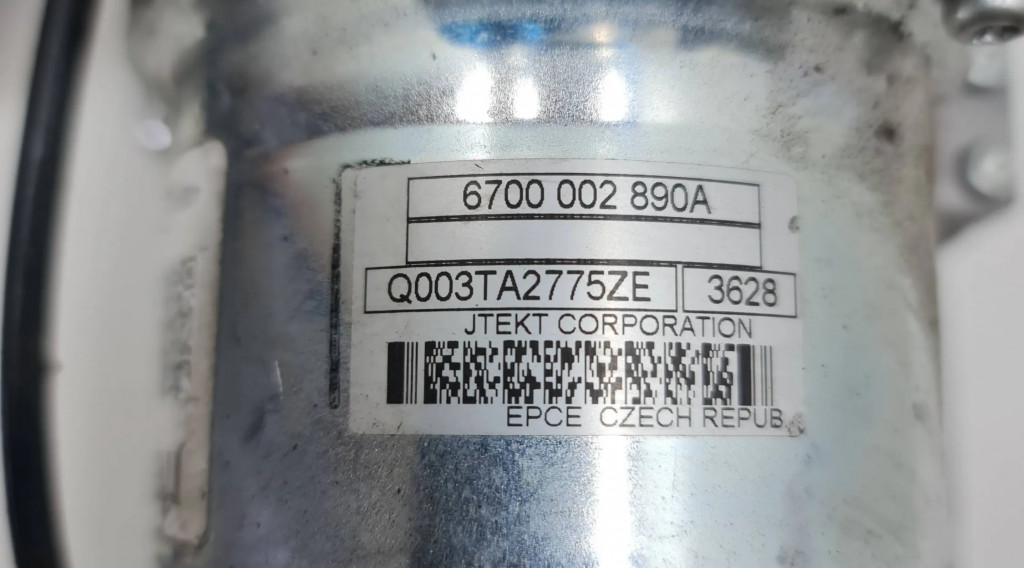 6700 002 890A
Q003TA2775ZE 3628
JTEKT CORPORATION
EPCE CZECH REPUB.